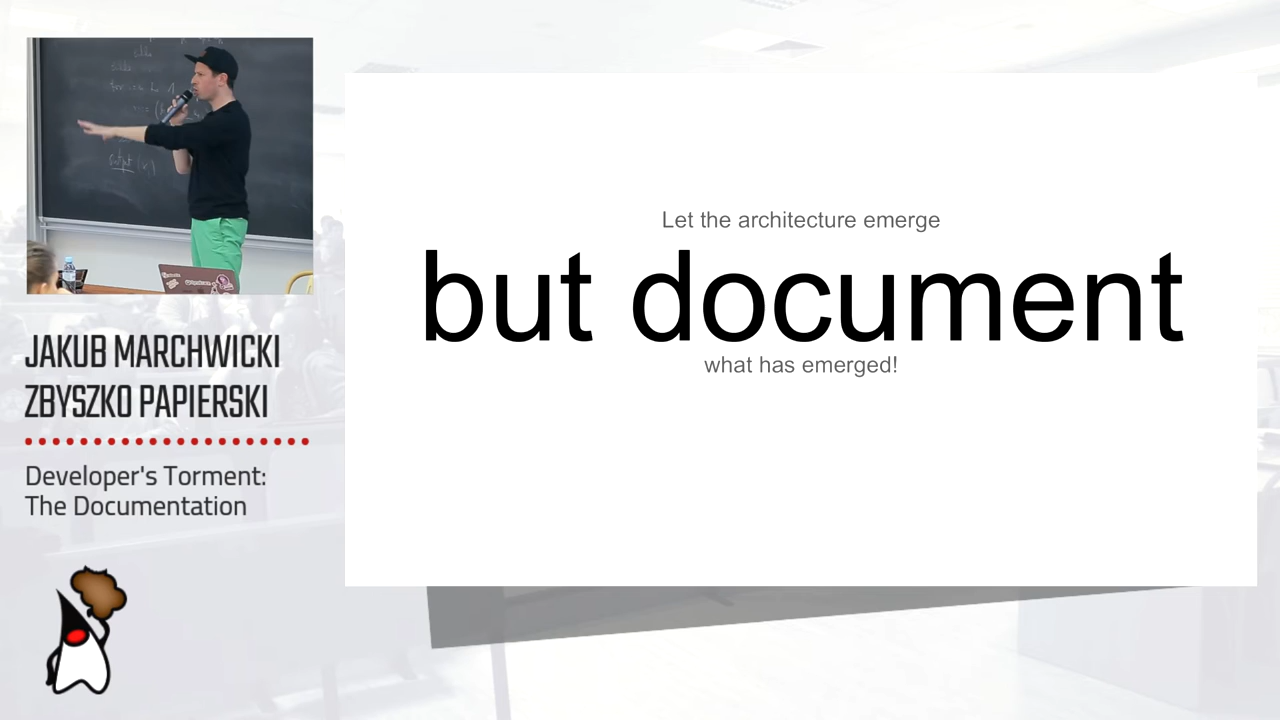 JAKUB MARCHWICKI
ZBYSZKO PAPIERSKI
Developer's Torment:
The Documentation
Let the architecture emerge
but document
what has emerged!